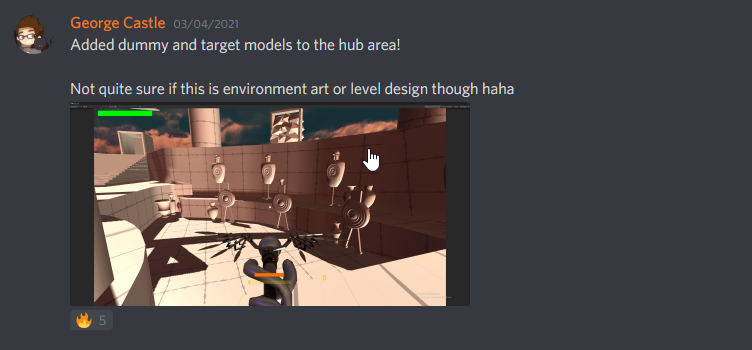 George Castle 03/04/2021
Added dummy and target models to the hub area!
Not quite sure if this is environment art or level design though haha
5